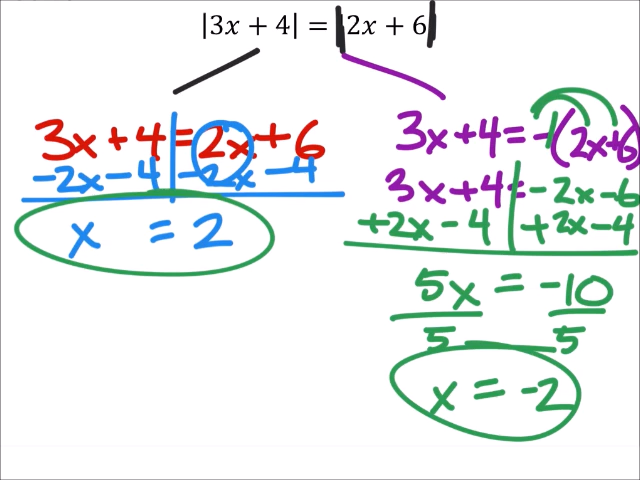 |3x + 4| = |2x + 6|
3x + 4 = 2x + 6
-2x - 4 - 2x - 4
x = 2
3x + 4 = -1(2x + 6)
3x + 4 = -2x - 6
+2x - 4 + 2x - 4
5x = -10
5 5
x = -2